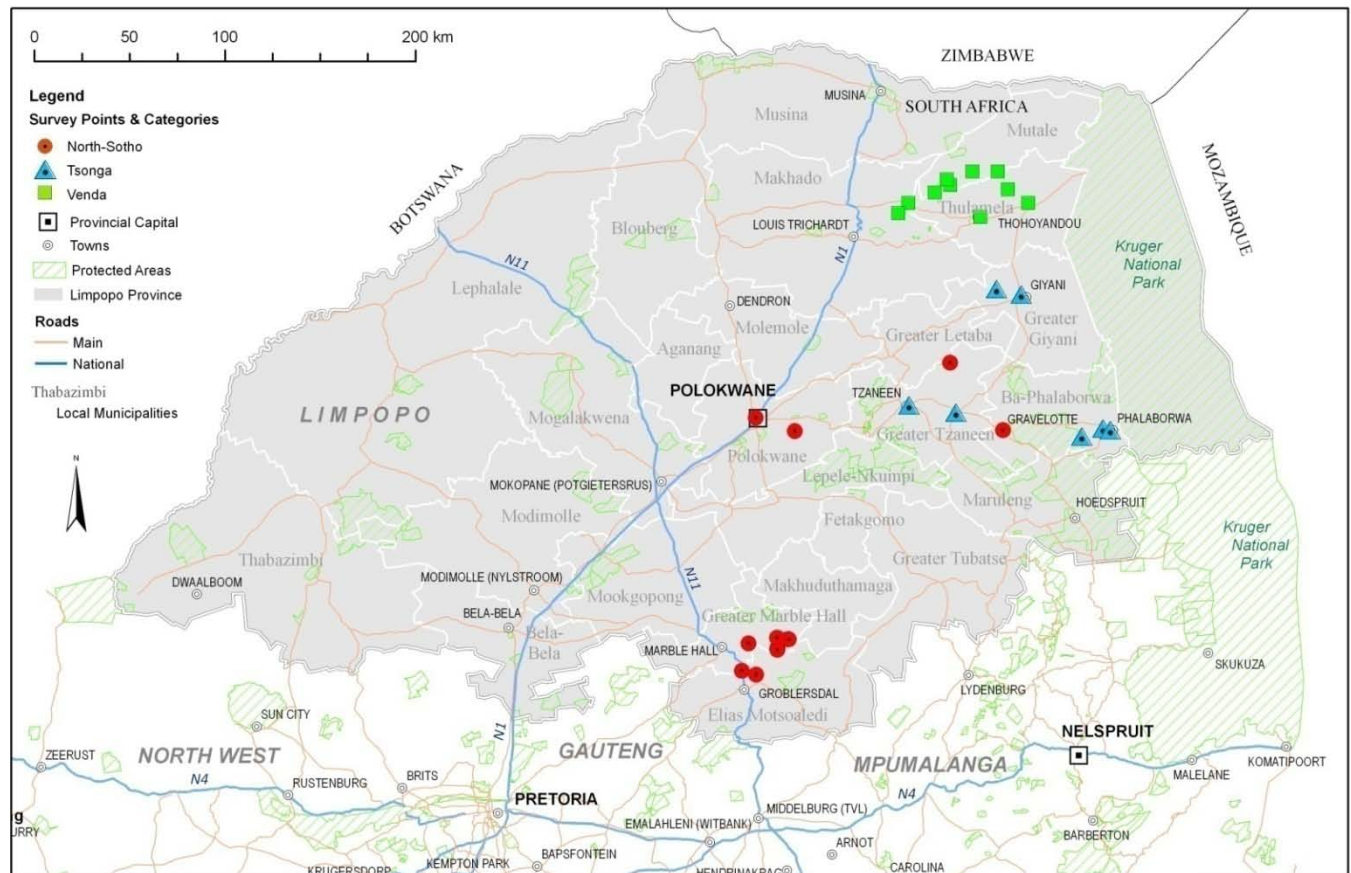 0 50 100 200 km
Legend
Survey Points & Categories
North-Sotho
Tsonga
Venda
Provincial Capital
Towns
Protected Areas
Limpopo Province
Roads
Main
National
Thabazimbi
Local Municipalities
N
ZIMBABWE
SOUTH AFRICA
BOTSWANA
MOZAMBIQUE
MUSINA
Musina
Mutale
Makhado
Thulamela
THOHOYANDOU
LOUIS TRICHARDT
Blouberg
N1
N11
Lephalale
Kruger
National
Park
GIYANI
Greater
Giyani
DENDRON
Molemole
Greater Letaba
Aganang
POLOKWANE
TZANEEN
Ba-Phalaborwa
LIMPOPO
Mogalakwena
GRAVELOTTE
PHALABORWA
Greater Tzaneen
Polokwane
Lepele-Nkumpi
MOKOPANE (POTGIETERSRUS)
Maruleng
HOEDSPRUIT
Modimolle
Fetakgomo
Kruger
National
Park
Thabazimbi
Greater Tubatse
DWAALBOOM
MODIMOLLE (NYLSTROOM)
N11
Makhuduthamaga
Mookgopong
BELA-BELA
Greater Marble Hall
Bela-
Bela
MARBLE HALL
SKUKUZA
GROBLERSDAL
LYDENBURG
Elias Motsoaledi
SUN CITY
N1
NELSPRUIT
NORTH WEST
GAUTENG
MPUMALANGA
ZEERUST
N4
KOMATIPOORT
MALELANE
RUSTENBURG
BRITS
PRETORIA
N4
MIDDELBURG (TVL)
EMALAHLENI (WITBANK)
BARBERTON
ARNOT
KEMPTON PARK
BAPSFONTEIN
CAROLINA
KRUGERSDORP